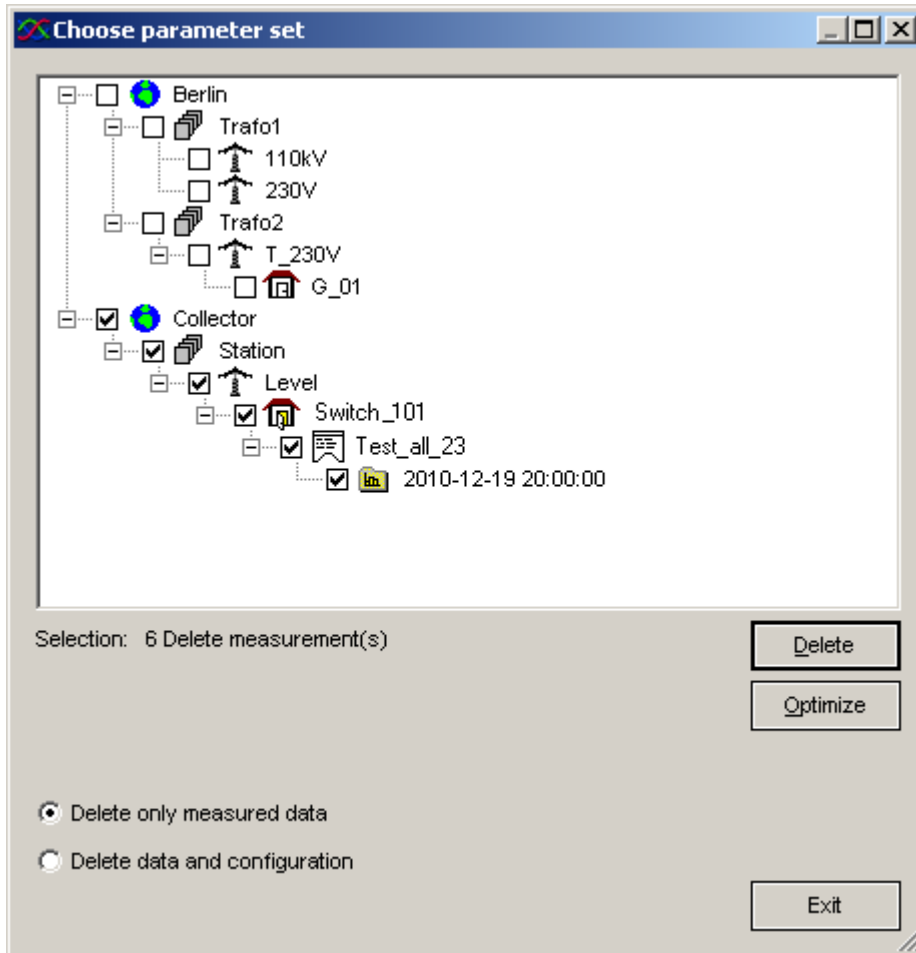 Choose parameter set
Berlin
Trafo1
110kV
230V
Trafo2
T_230V
G_01
Collector
Station
Level
Switch_101
Test_all_23
2010-12-19 20:00:00
Selection: 6 Delete measurement(s)
Delete
Optimize
Delete only measured data
Delete data and configuration
Exit